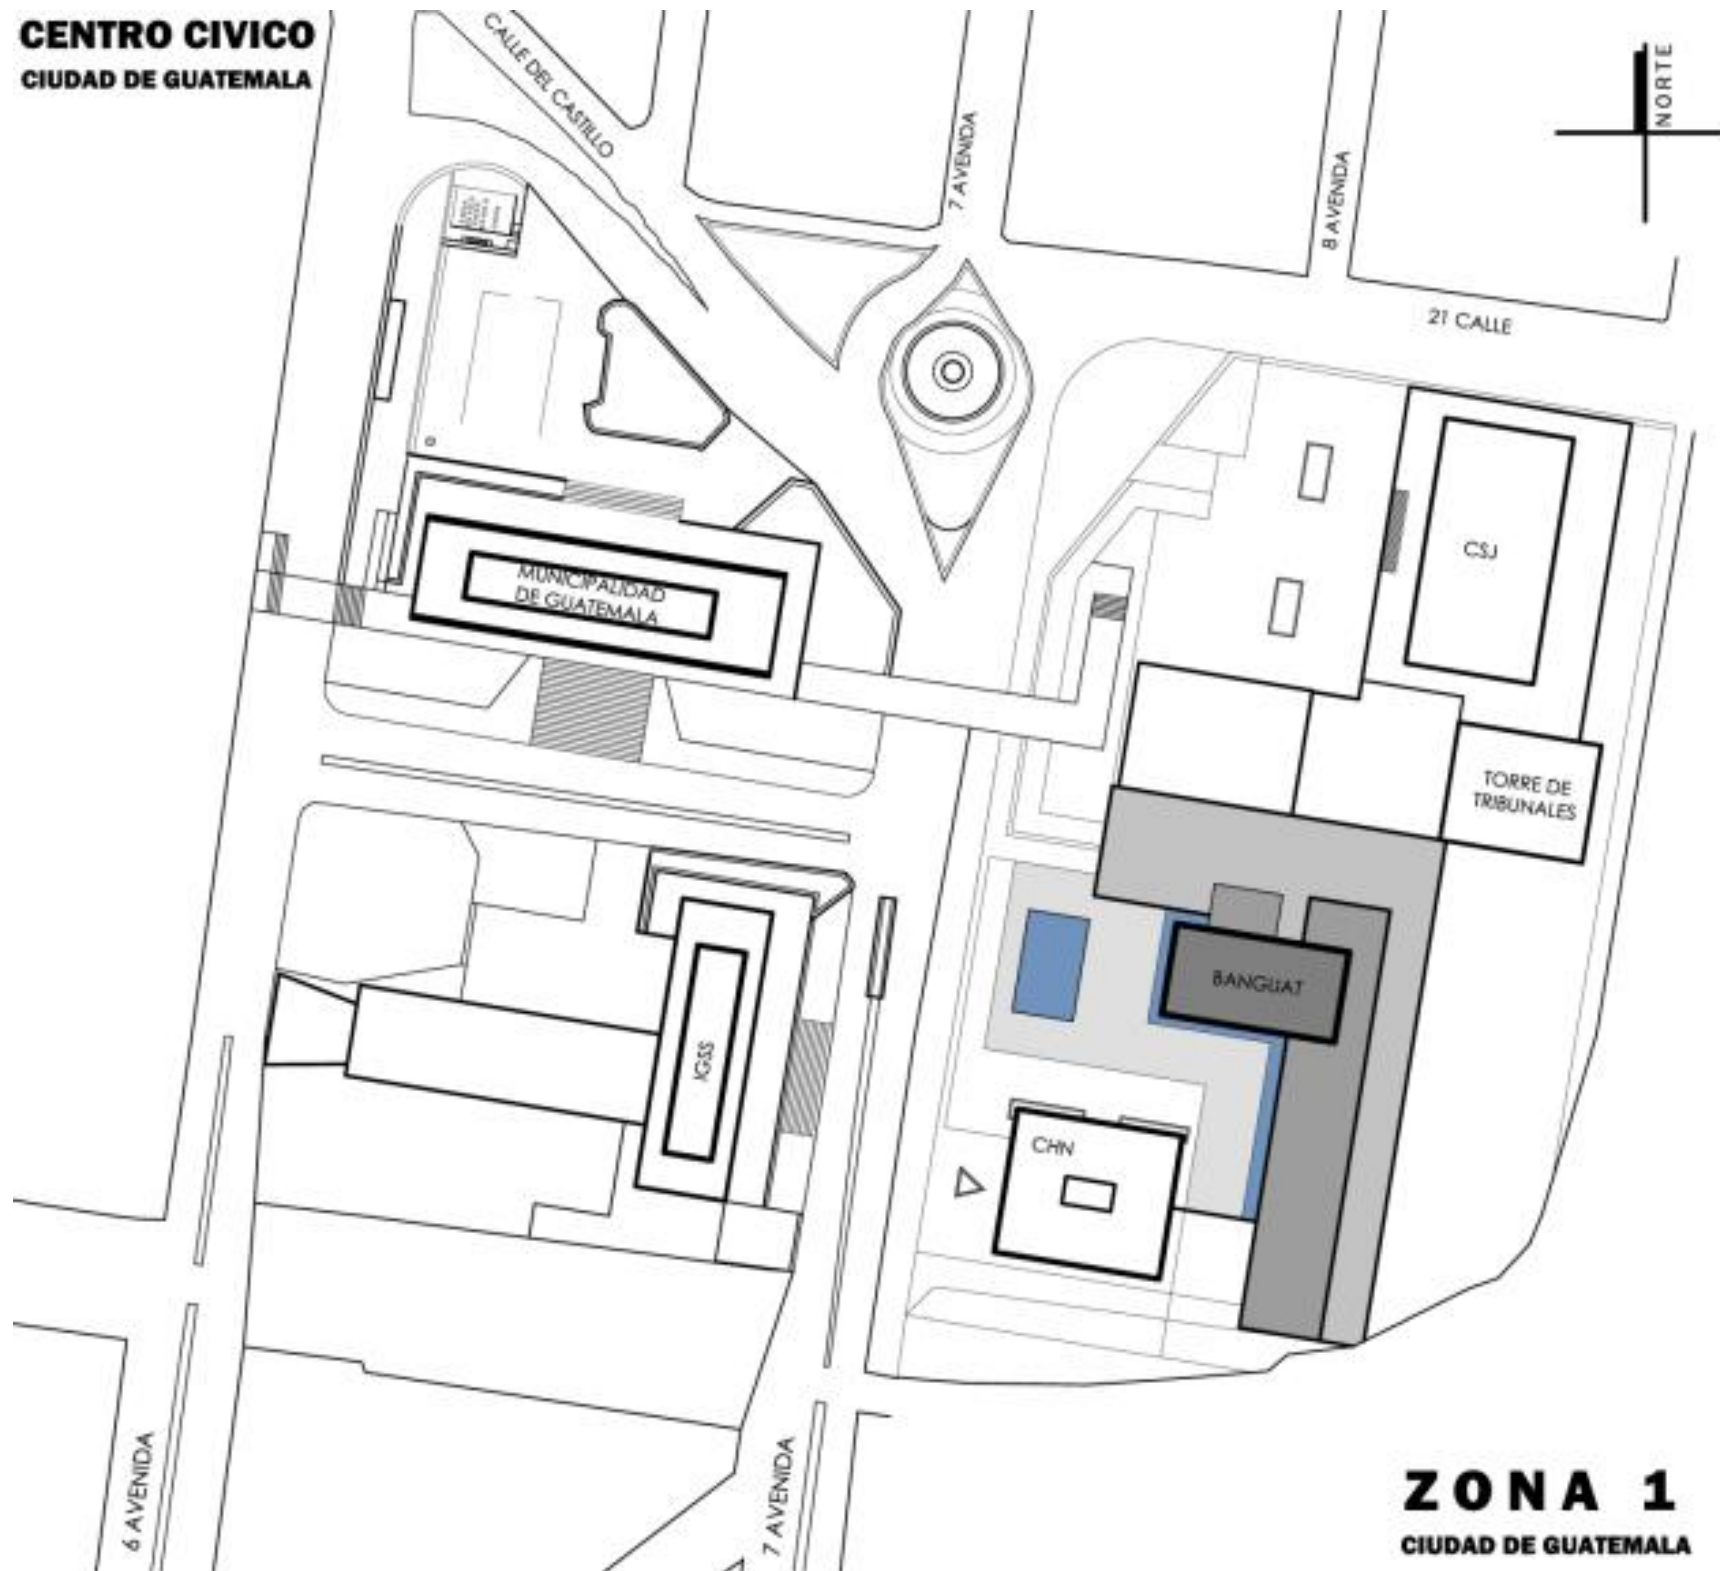 CENTRO CIVICO
CIUDAD DE GUATEMALA
CALLE DEL CASTILLO
7 AVENIDA
8 AVENIDA
NORTE
21 CALLE
CSJ
MUNICIPALIDAD
DE GUATEMALA
TORRE DE
TRIBUNALES
BANGUAT
IGSS
CHN
6 AVENIDA
7 AVENIDA
ZONA 1
CIUDAD DE GUATEMALA